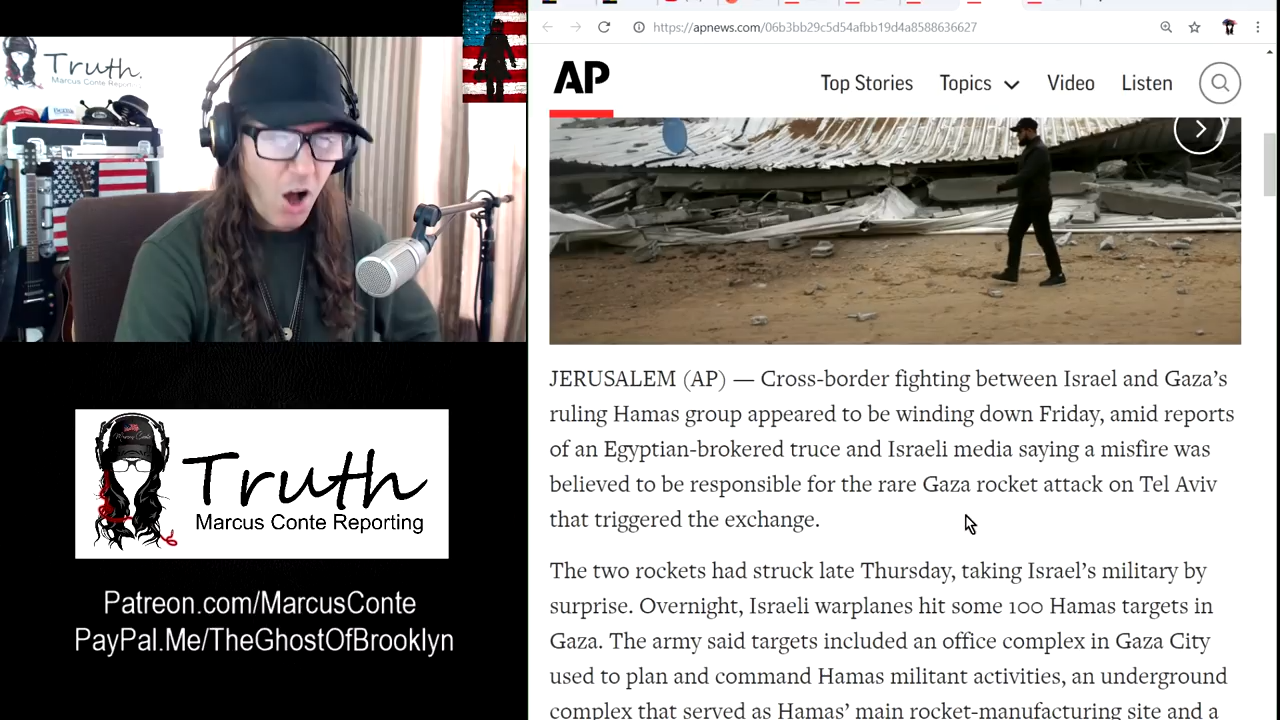 Truth.
Marcus Conte Reporting
https://apnews.com/06b3bb29c5d54afbb19d4a8588636627
AP
Top Stories
Topics
Video
Listen
JERUSALEM (AP) — Cross-border fighting between Israel and Gaza’s
ruling Hamas group appeared to be winding down Friday, amid reports
of an Egyptian-brokered truce and Israeli media saying a misfire was
believed to be responsible for the rare Gaza rocket attack on Tel Aviv
that triggered the exchange.
The two rockets had struck late Thursday, taking Israel’s military by
surprise. Overnight, Israeli warplanes hit some 100 Hamas targets in
Gaza. The army said targets included an office complex in Gaza City
used to plan and command Hamas militant activities, an underground
complex that served as Hamas’ main rocket-manufacturing site and a
Truth
Marcus Conte Reporting
Patreon.com/MarcusConte
PayPal.Me/TheGhostOfBrooklyn